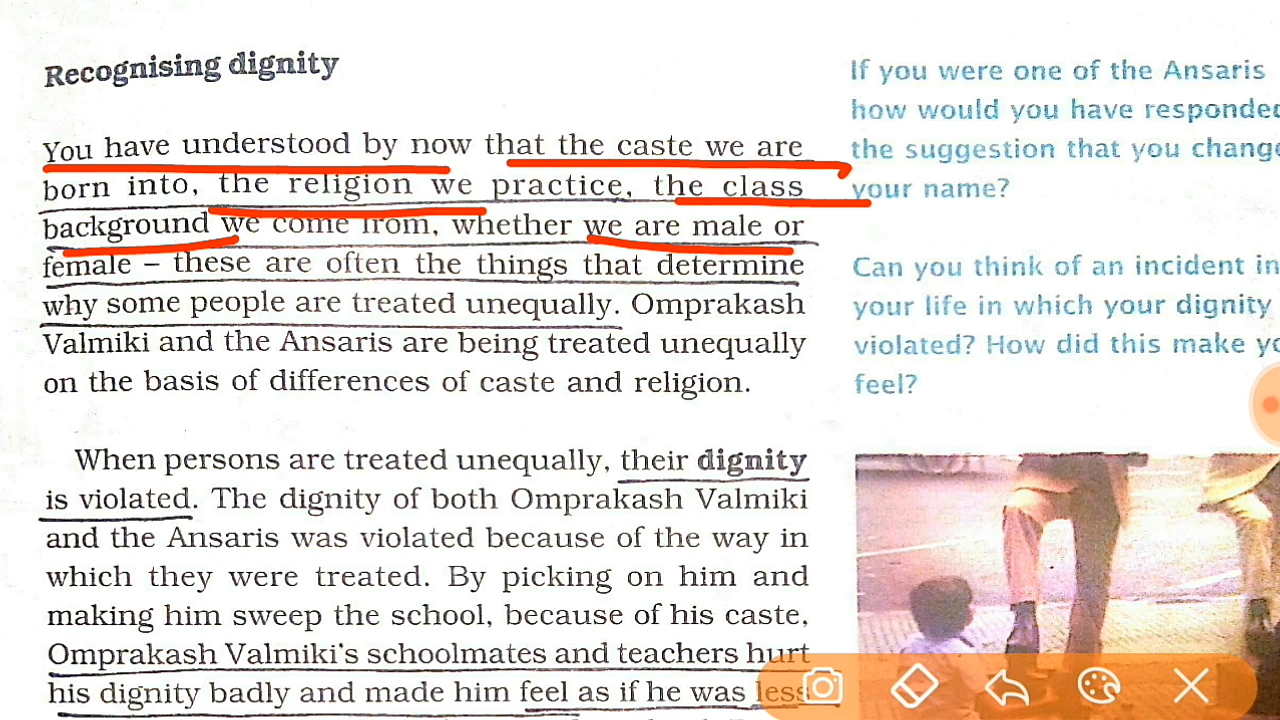 Recognising dignity
You have understood by now that the caste we are
born into, the religion we practice, the class
background we come from, whether we are male or
female – these are often the things that determine
why some people are treated unequally. Omprakash
Valmiki and the Ansaris are being treated unequally
on the basis of differences of caste and religion.
When persons are treated unequally, their dignity
is violated. The dignity of both Omprakash Valmiki
and the Ansaris was violated because of the way in
which they were treated. By picking on him and
making him sweep the school, because of his caste,
Omprakash Valmiki's schoolmates and teachers hurt
his dignity badly and made him feel as if he was less
If you were one of the Ansaris
how would you have responded
the suggestion that you change
your name?
Can you think of an incident in
your life in which your dignity
violated? How did this make
feel?